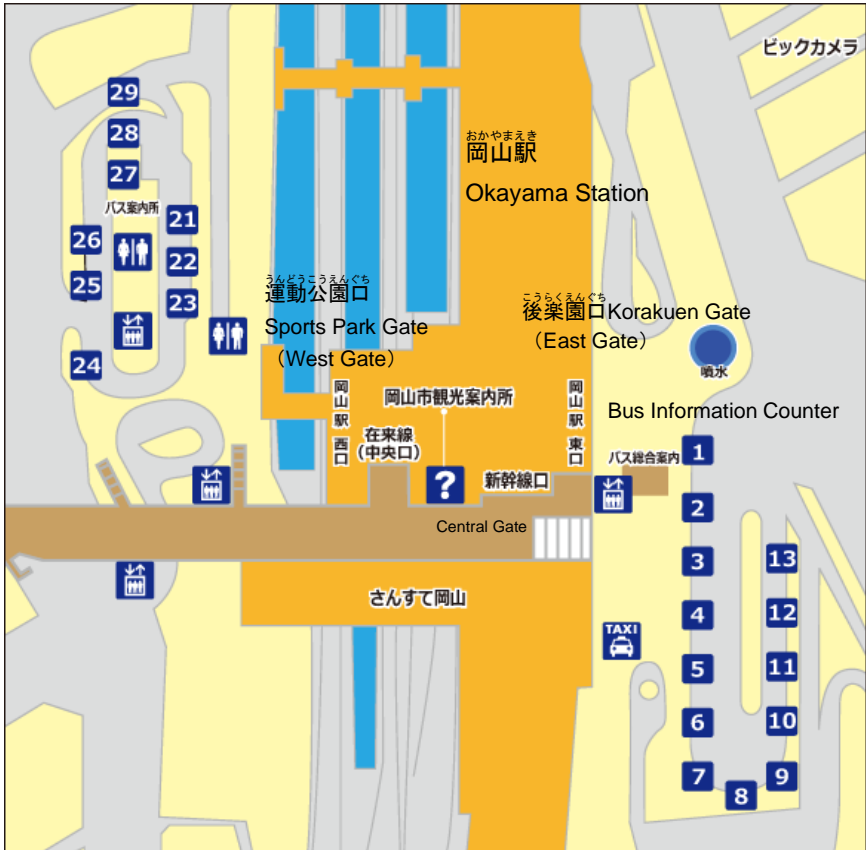 ビックカメラ
29
28
27
バス案内所
26
25
24
21
22
23
おかやまえき
岡山駅
Okayama Station
うんどうこうえんぐち
運動公園口
Sports Park Gate
（West Gate）
こうらくえんぐち
後楽園口Korakuen Gate
（East Gate）
噴水
岡山駅 西口
岡山市観光案内所
在来線
（中央口）
?
新幹線口
岡山駅 東口
Bus Information Counter
バス総合案内
Central Gate
さんすて岡山
TAXI
1
2
3
4
5
6
7
8
9
10
11
12
13